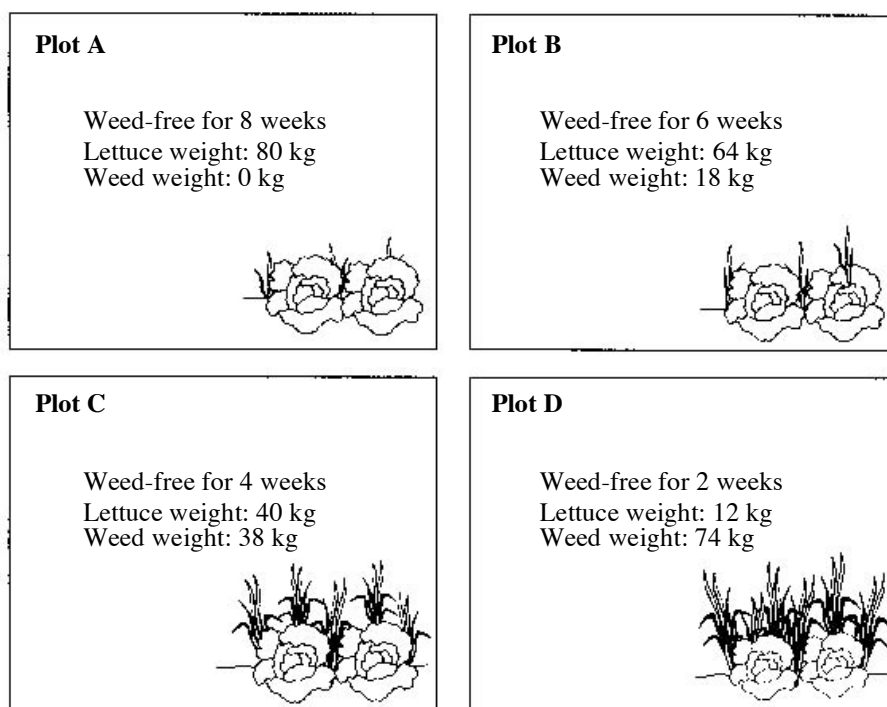 Plot A
Weed-free for 8 weeks
Lettuce weight: 80 kg
Weed weight: 0 kg
Plot B
Weed-free for 6 weeks
Lettuce weight: 64 kg
Weed weight: 18 kg
Plot C
Weed-free for 4 weeks
Lettuce weight: 40 kg
Weed weight: 38 kg
Plot D
Weed-free for 2 weeks
Lettuce weight: 12 kg
Weed weight: 74 kg